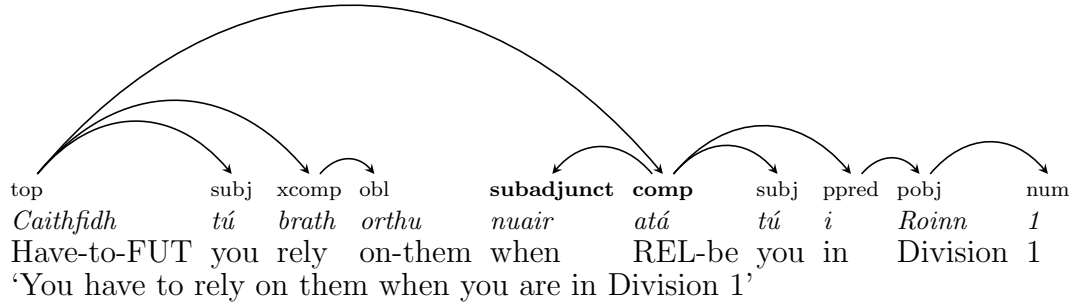 top subj xcomp obl subadjunct comp subj ppred pobj num
Caithfidh tú brath orthu nuair atá tú i Roinn 1
Have-to-FUT you rely on-them when REL-be you in Division 1
‘You have to rely on them when you are in Division 1’